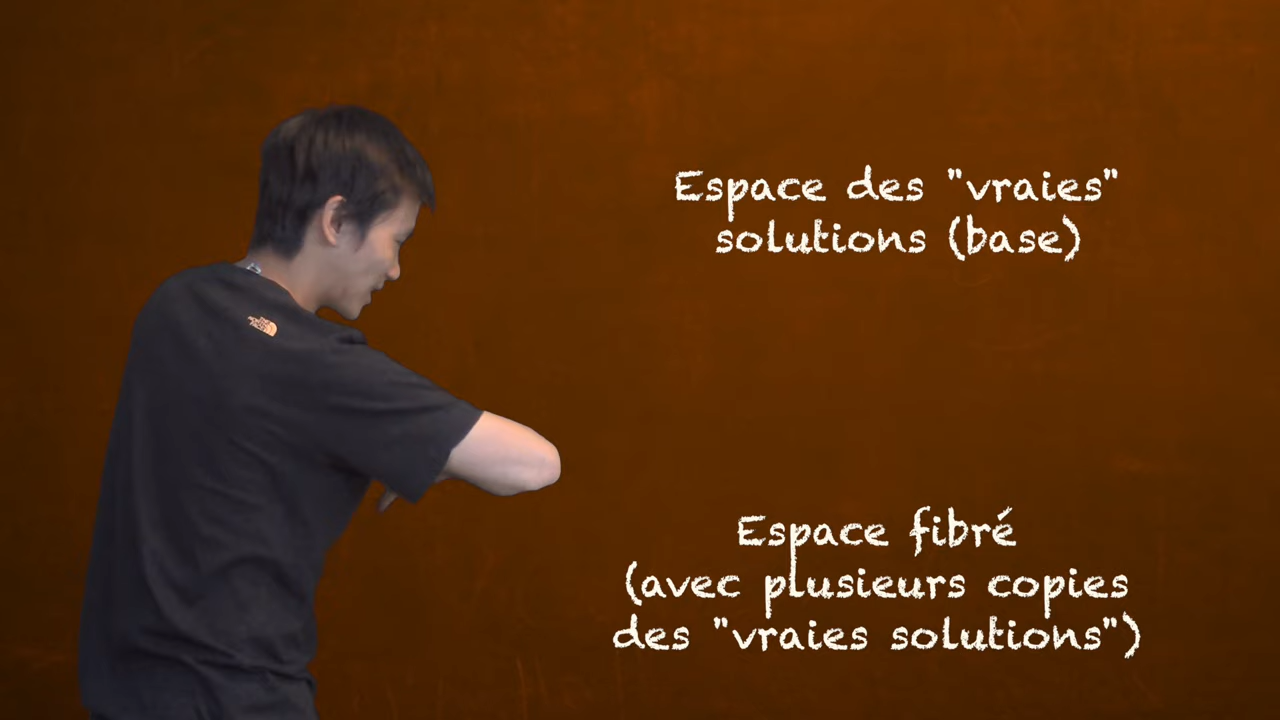 Espace des "vraies"
solutions (base)
Espace fibré
(avec plusieurs copies
des "vraies solutions")